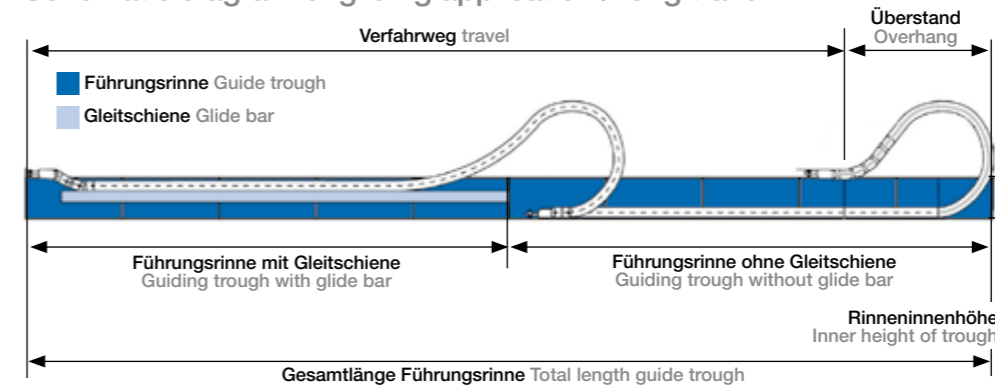 Überstand
Verfahrweg travel
Overhang
Führungsrinne Guide trough
Gleitschiene Glide bar
Führungsrinne mit Gleitschiene
Guiding trough with glide bar
Führungsrinne ohne Gleitschiene
Guiding trough without glide bar
Rinneninnenhöhe
Inner height of trough
Gesamtlänge Führungsrinne Total length guide trough